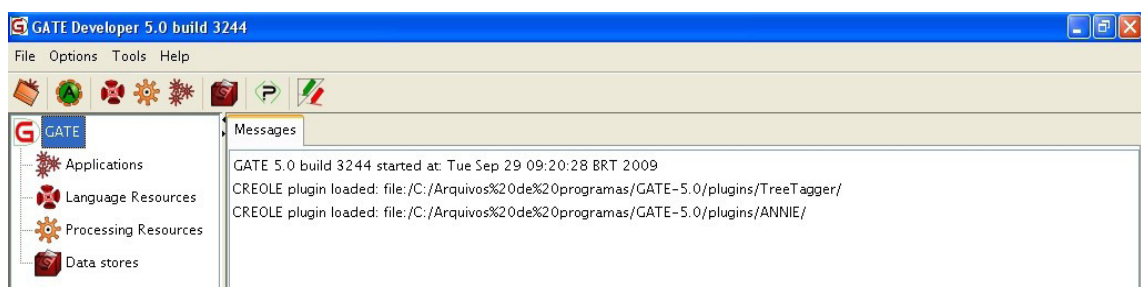 GATE Developer 5.0 build 3244
File Options Tools Help
GATE
Applications
Language Resources
Processing Resources
Data stores
Messages
GATE 5.0 build 3244 started at: Tue Sep 29 09:20:28 BRT 2009
CREOLE plugin loaded: file:/C:/Arquivos%20de%20programas/GATE-5.0/plugins/TreeTagger/
CREOLE plugin loaded: file:/C:/Arquivos%20de%20programas/GATE-5.0/plugins/ANNIE/